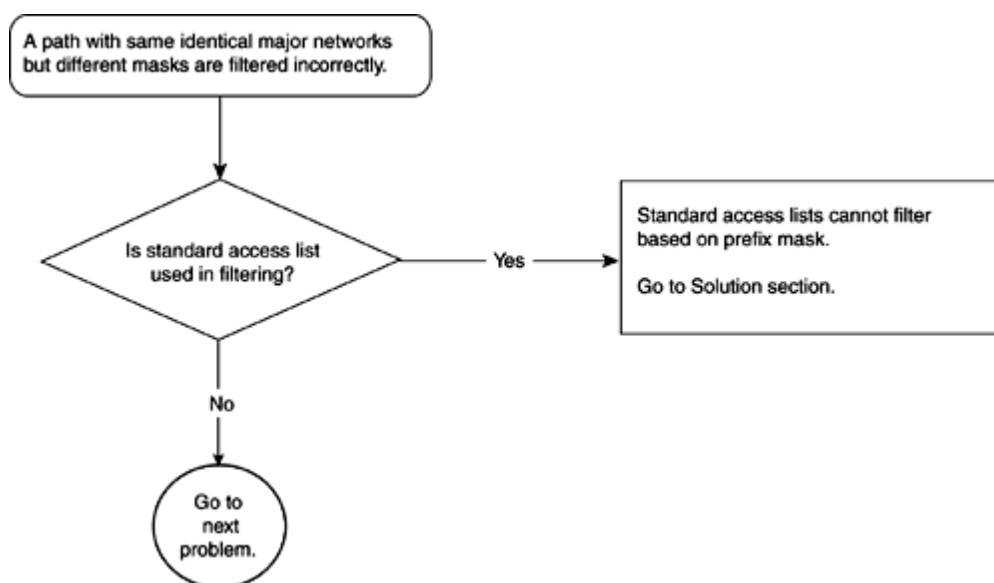 A path with same identical major networks
but different masks are filtered incorrectly.
Is standard access list
used in filtering?
Yes
Standard access lists cannot filter
based on prefix mask.
Go to Solution section.
No
Go to
next
problem.